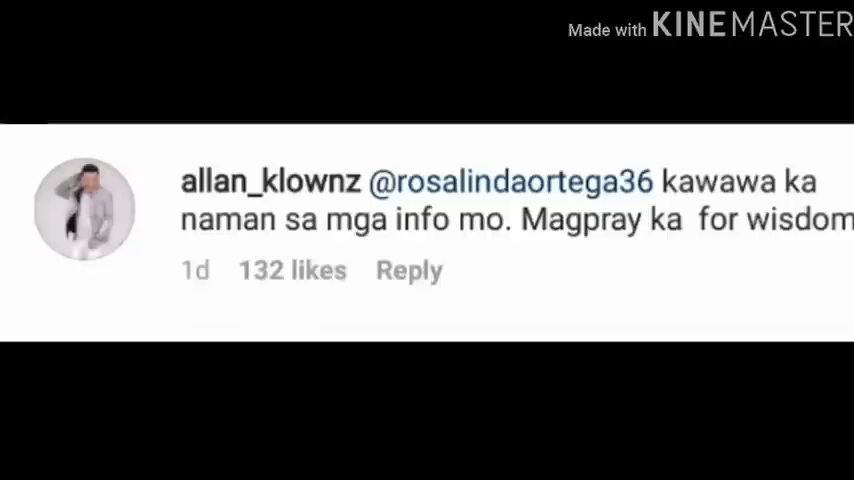 Made with KINEMASTER
allan_klownz @rosalindaortega36 kawawa ka
naman sa mga info mo. Magpray ka for wisdom
1d 132 likes Reply